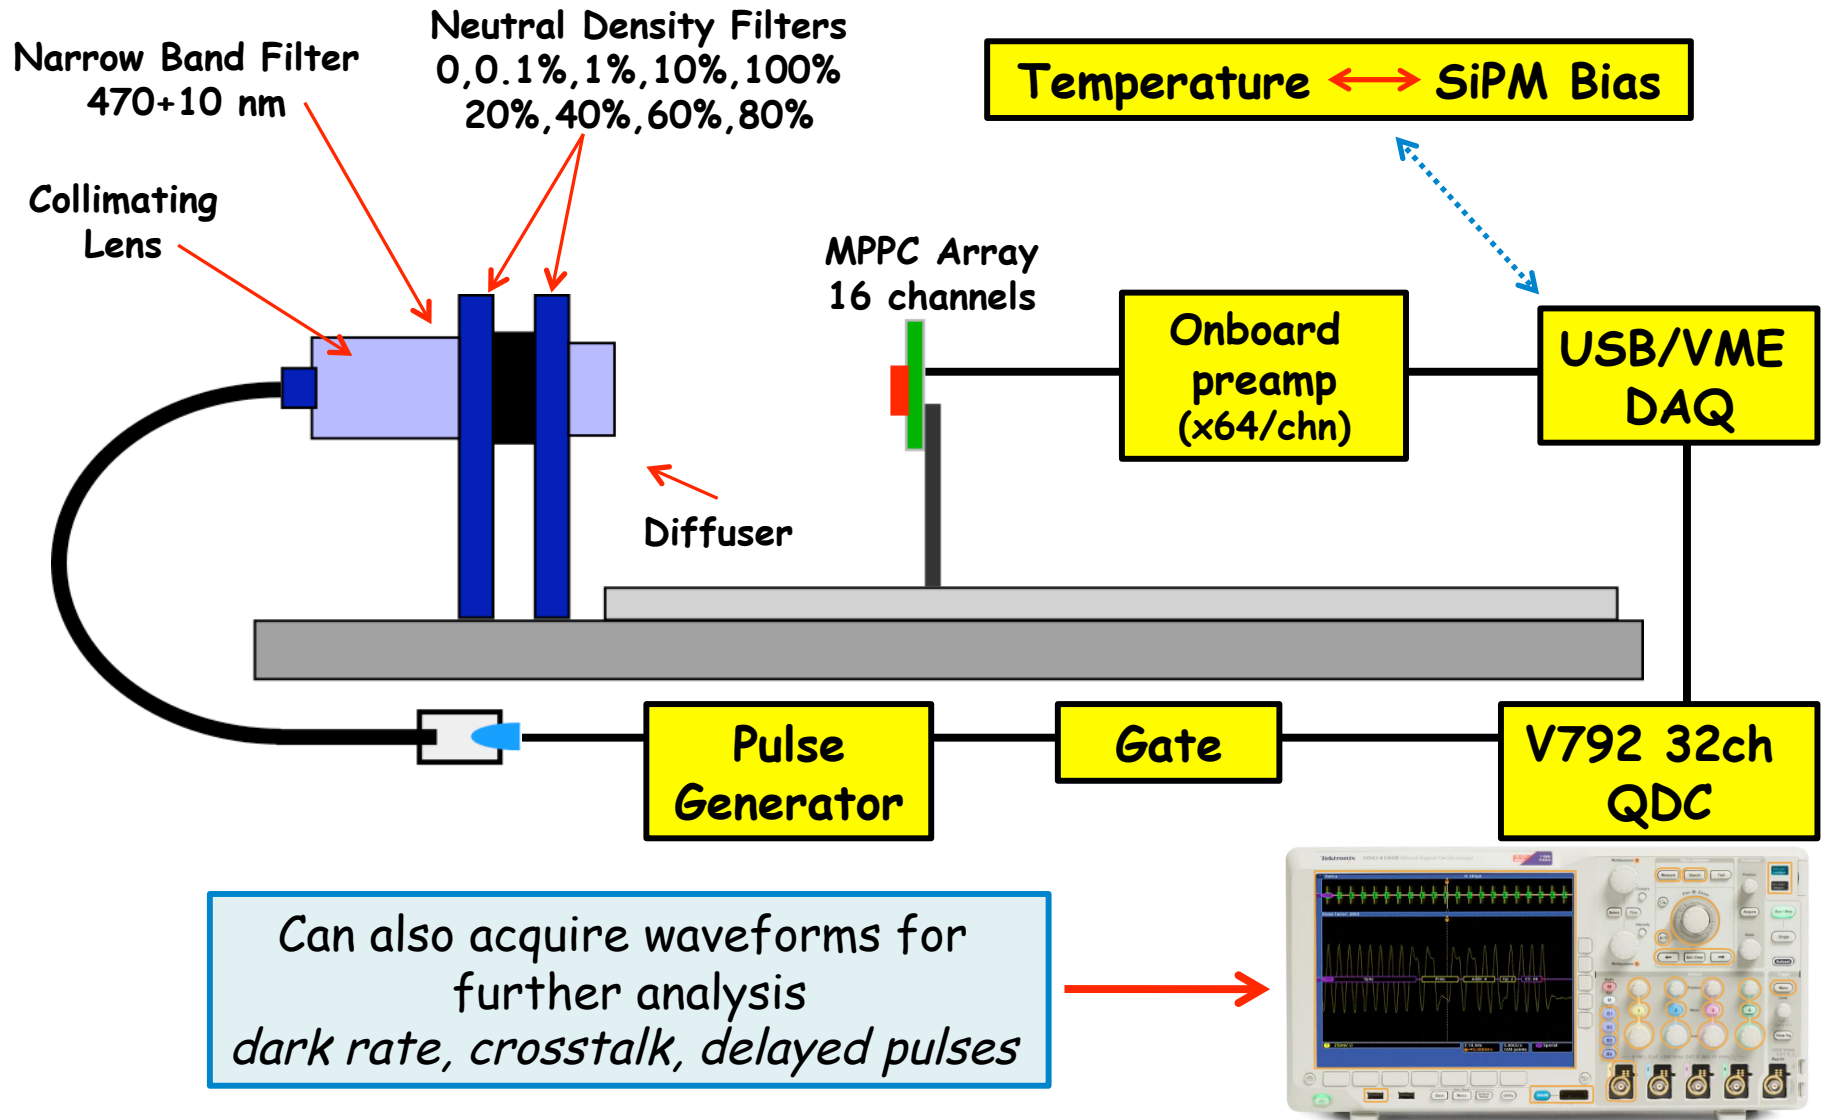 Neutral Density Filters
0,0.1%,1%,10%,100%
20%,40%,60%,80%
Narrow Band Filter
470+10 nm
Temperature
SiPM Bias
Collimating
Lens
MPPC Array
16 channels
Onboard
preamp
(x64/chn)
USB/VME
DAQ
Diffuser
Pulse
Generator
Gate
V792 32ch
QDC
Can also acquire waveforms for
further analysis
dark rate, crosstalk, delayed pulses
Tektronix